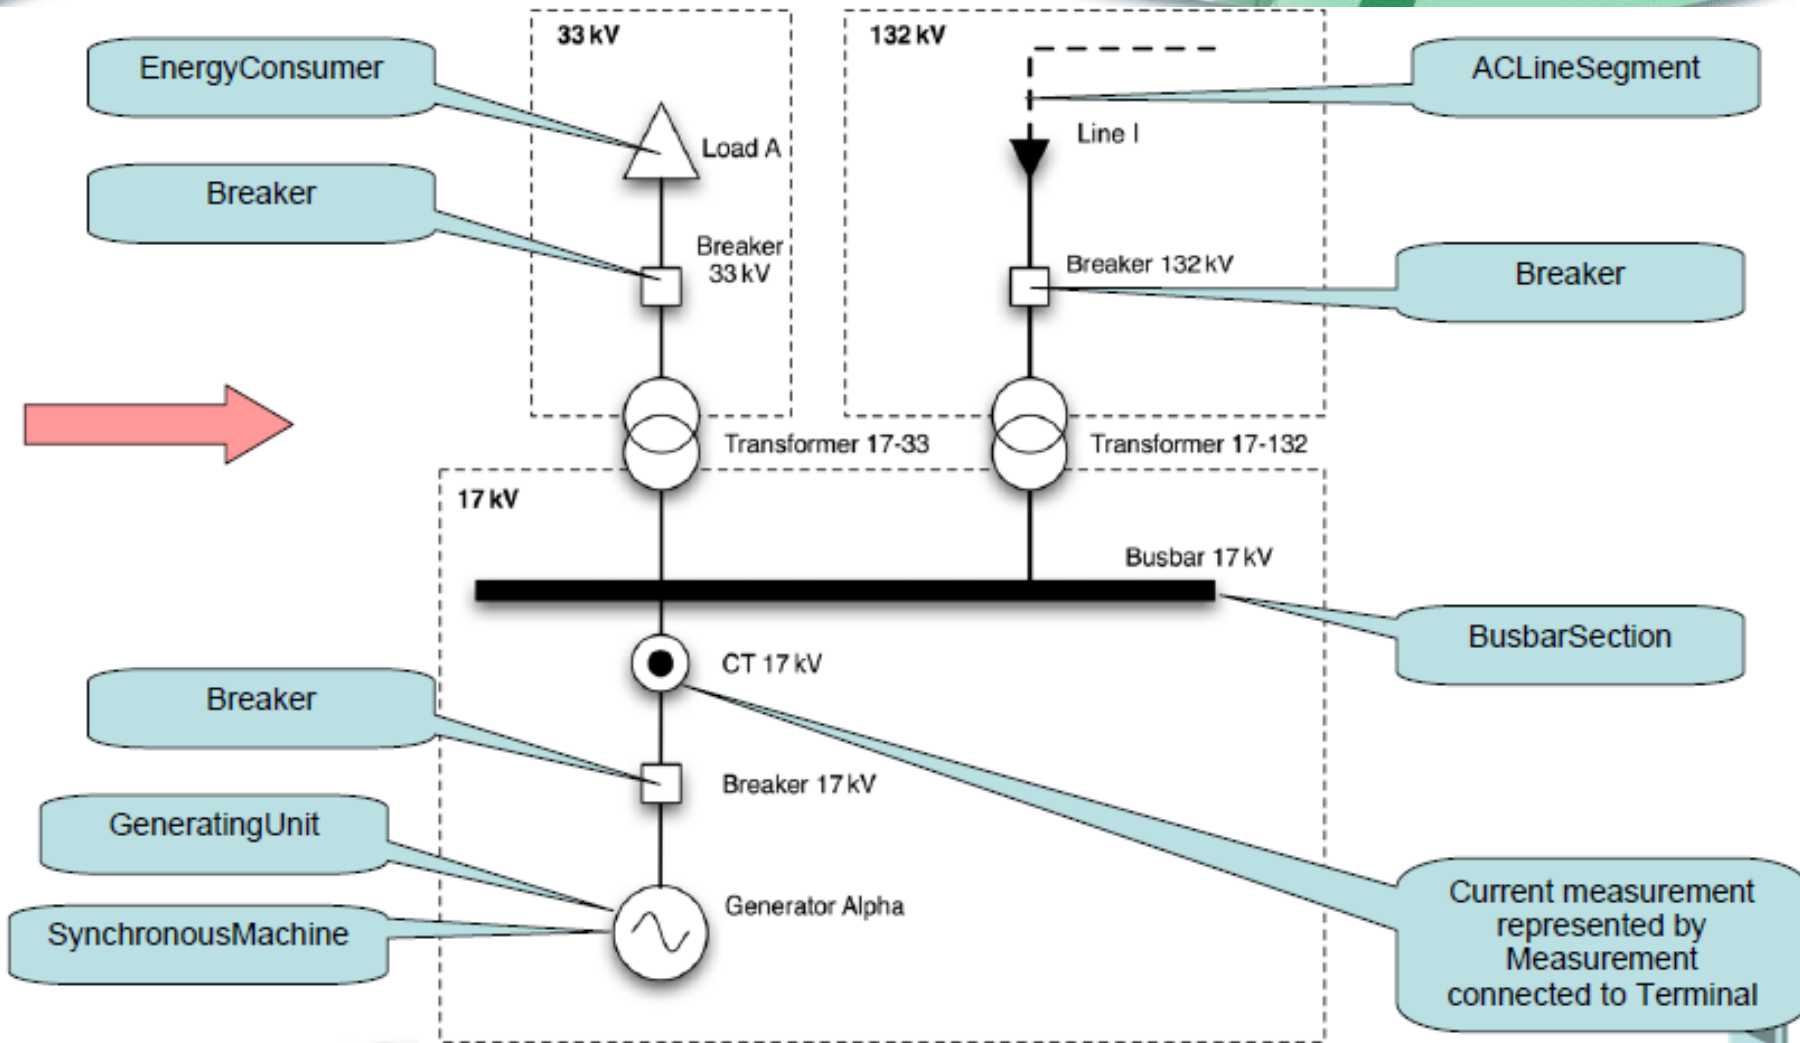 33 kV
132 kV
EnergyConsumer
ACLineSegment
Load A
Line I
Breaker
Breaker
33 kV
Breaker 132 kV
Breaker
Transformer 17-33
Transformer 17-132
17 kV
Busbar 17 kV
BusbarSection
CT 17 kV
Breaker
Breaker 17 kV
GeneratingUnit
Generator Alpha
SynchronousMachine
Current measurement
represented by
Measurement
connected to Terminal